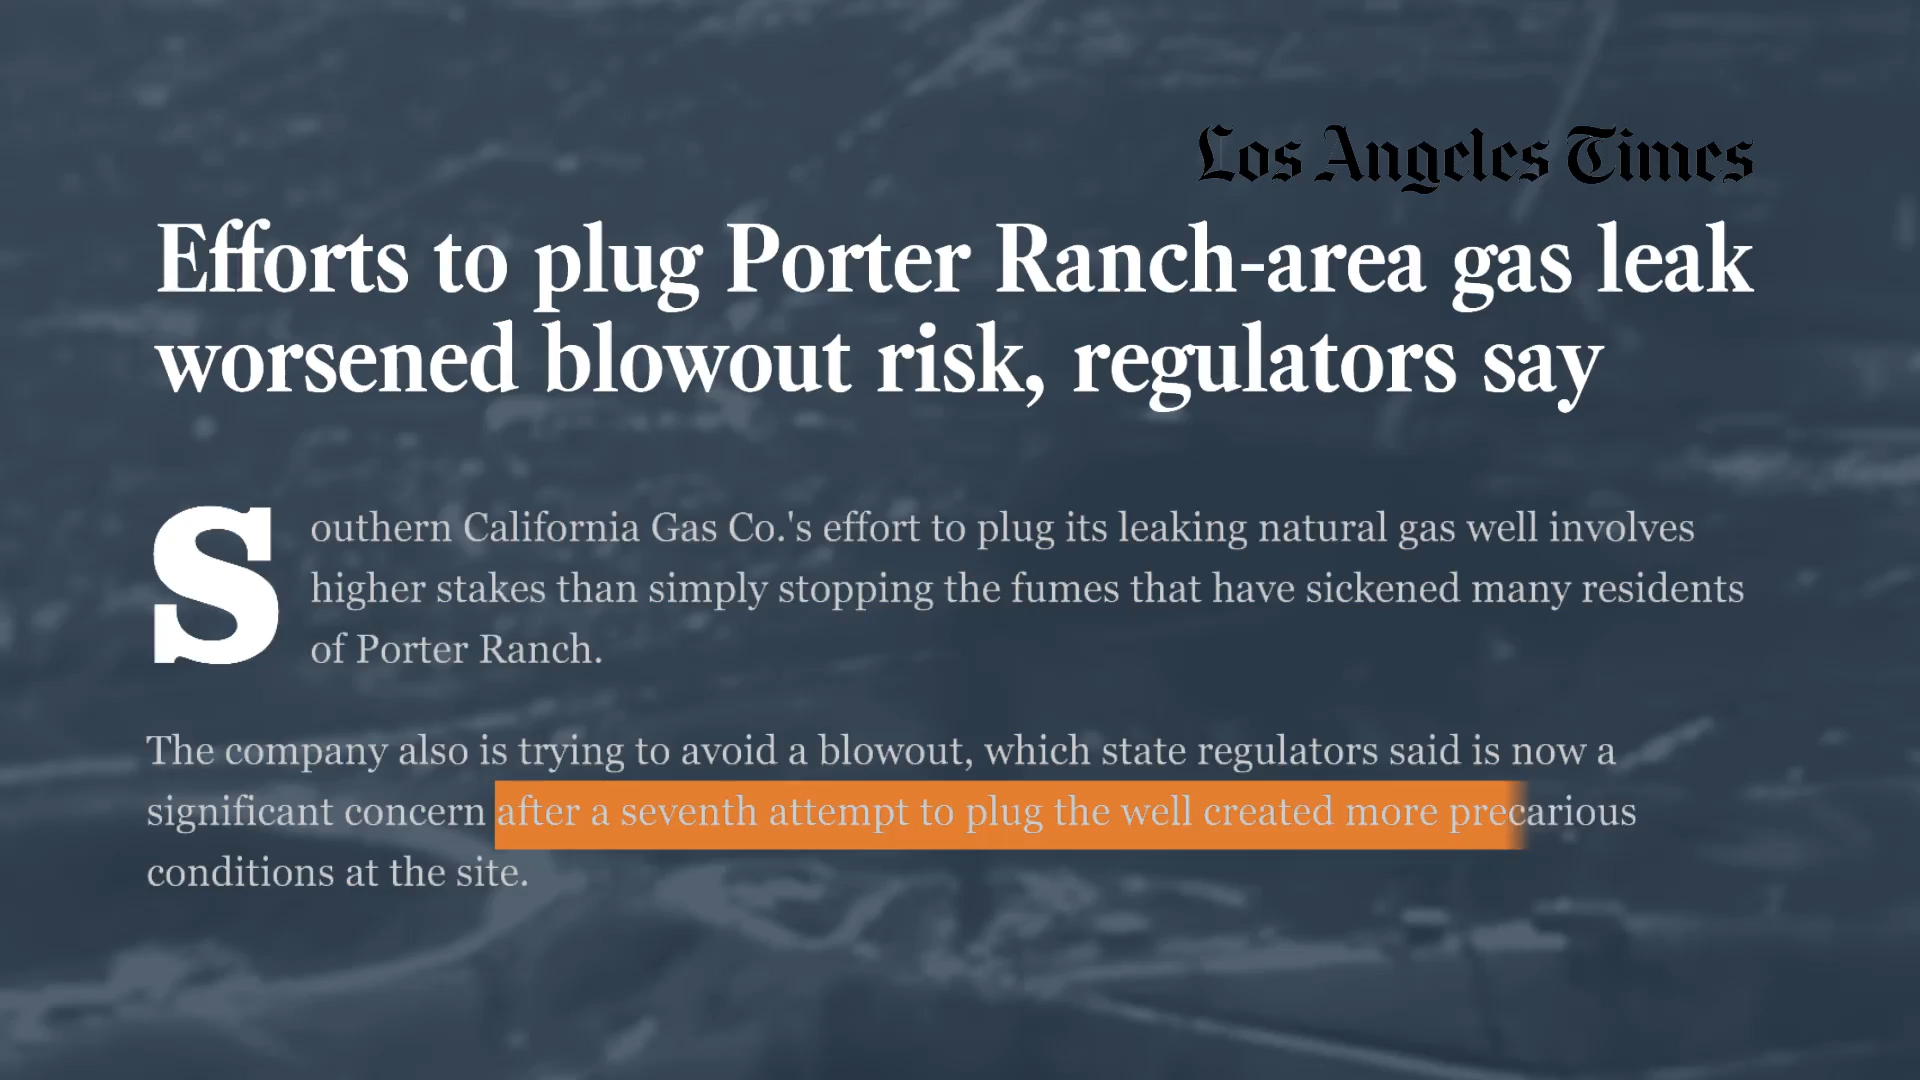 Los Angeles Times
Efforts to plug Porter Ranch-area gas leak
worsened blowout risk, regulators say
Southern California Gas Co.'s effort to plug its leaking natural gas well involves
higher stakes than simply stopping the fumes that have sickened many residents
of Porter Ranch.
The company also is trying to avoid a blowout, which state regulators said is now a
significant concern after a seventh attempt to plug the well created more precarious
conditions at the site.